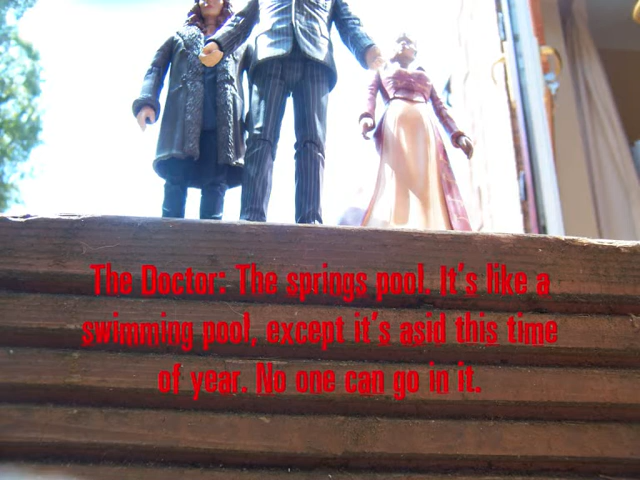 The Doctor: The springs pool. It's like a
swimming pool, except it's asid this time
of year. No one can go in it.